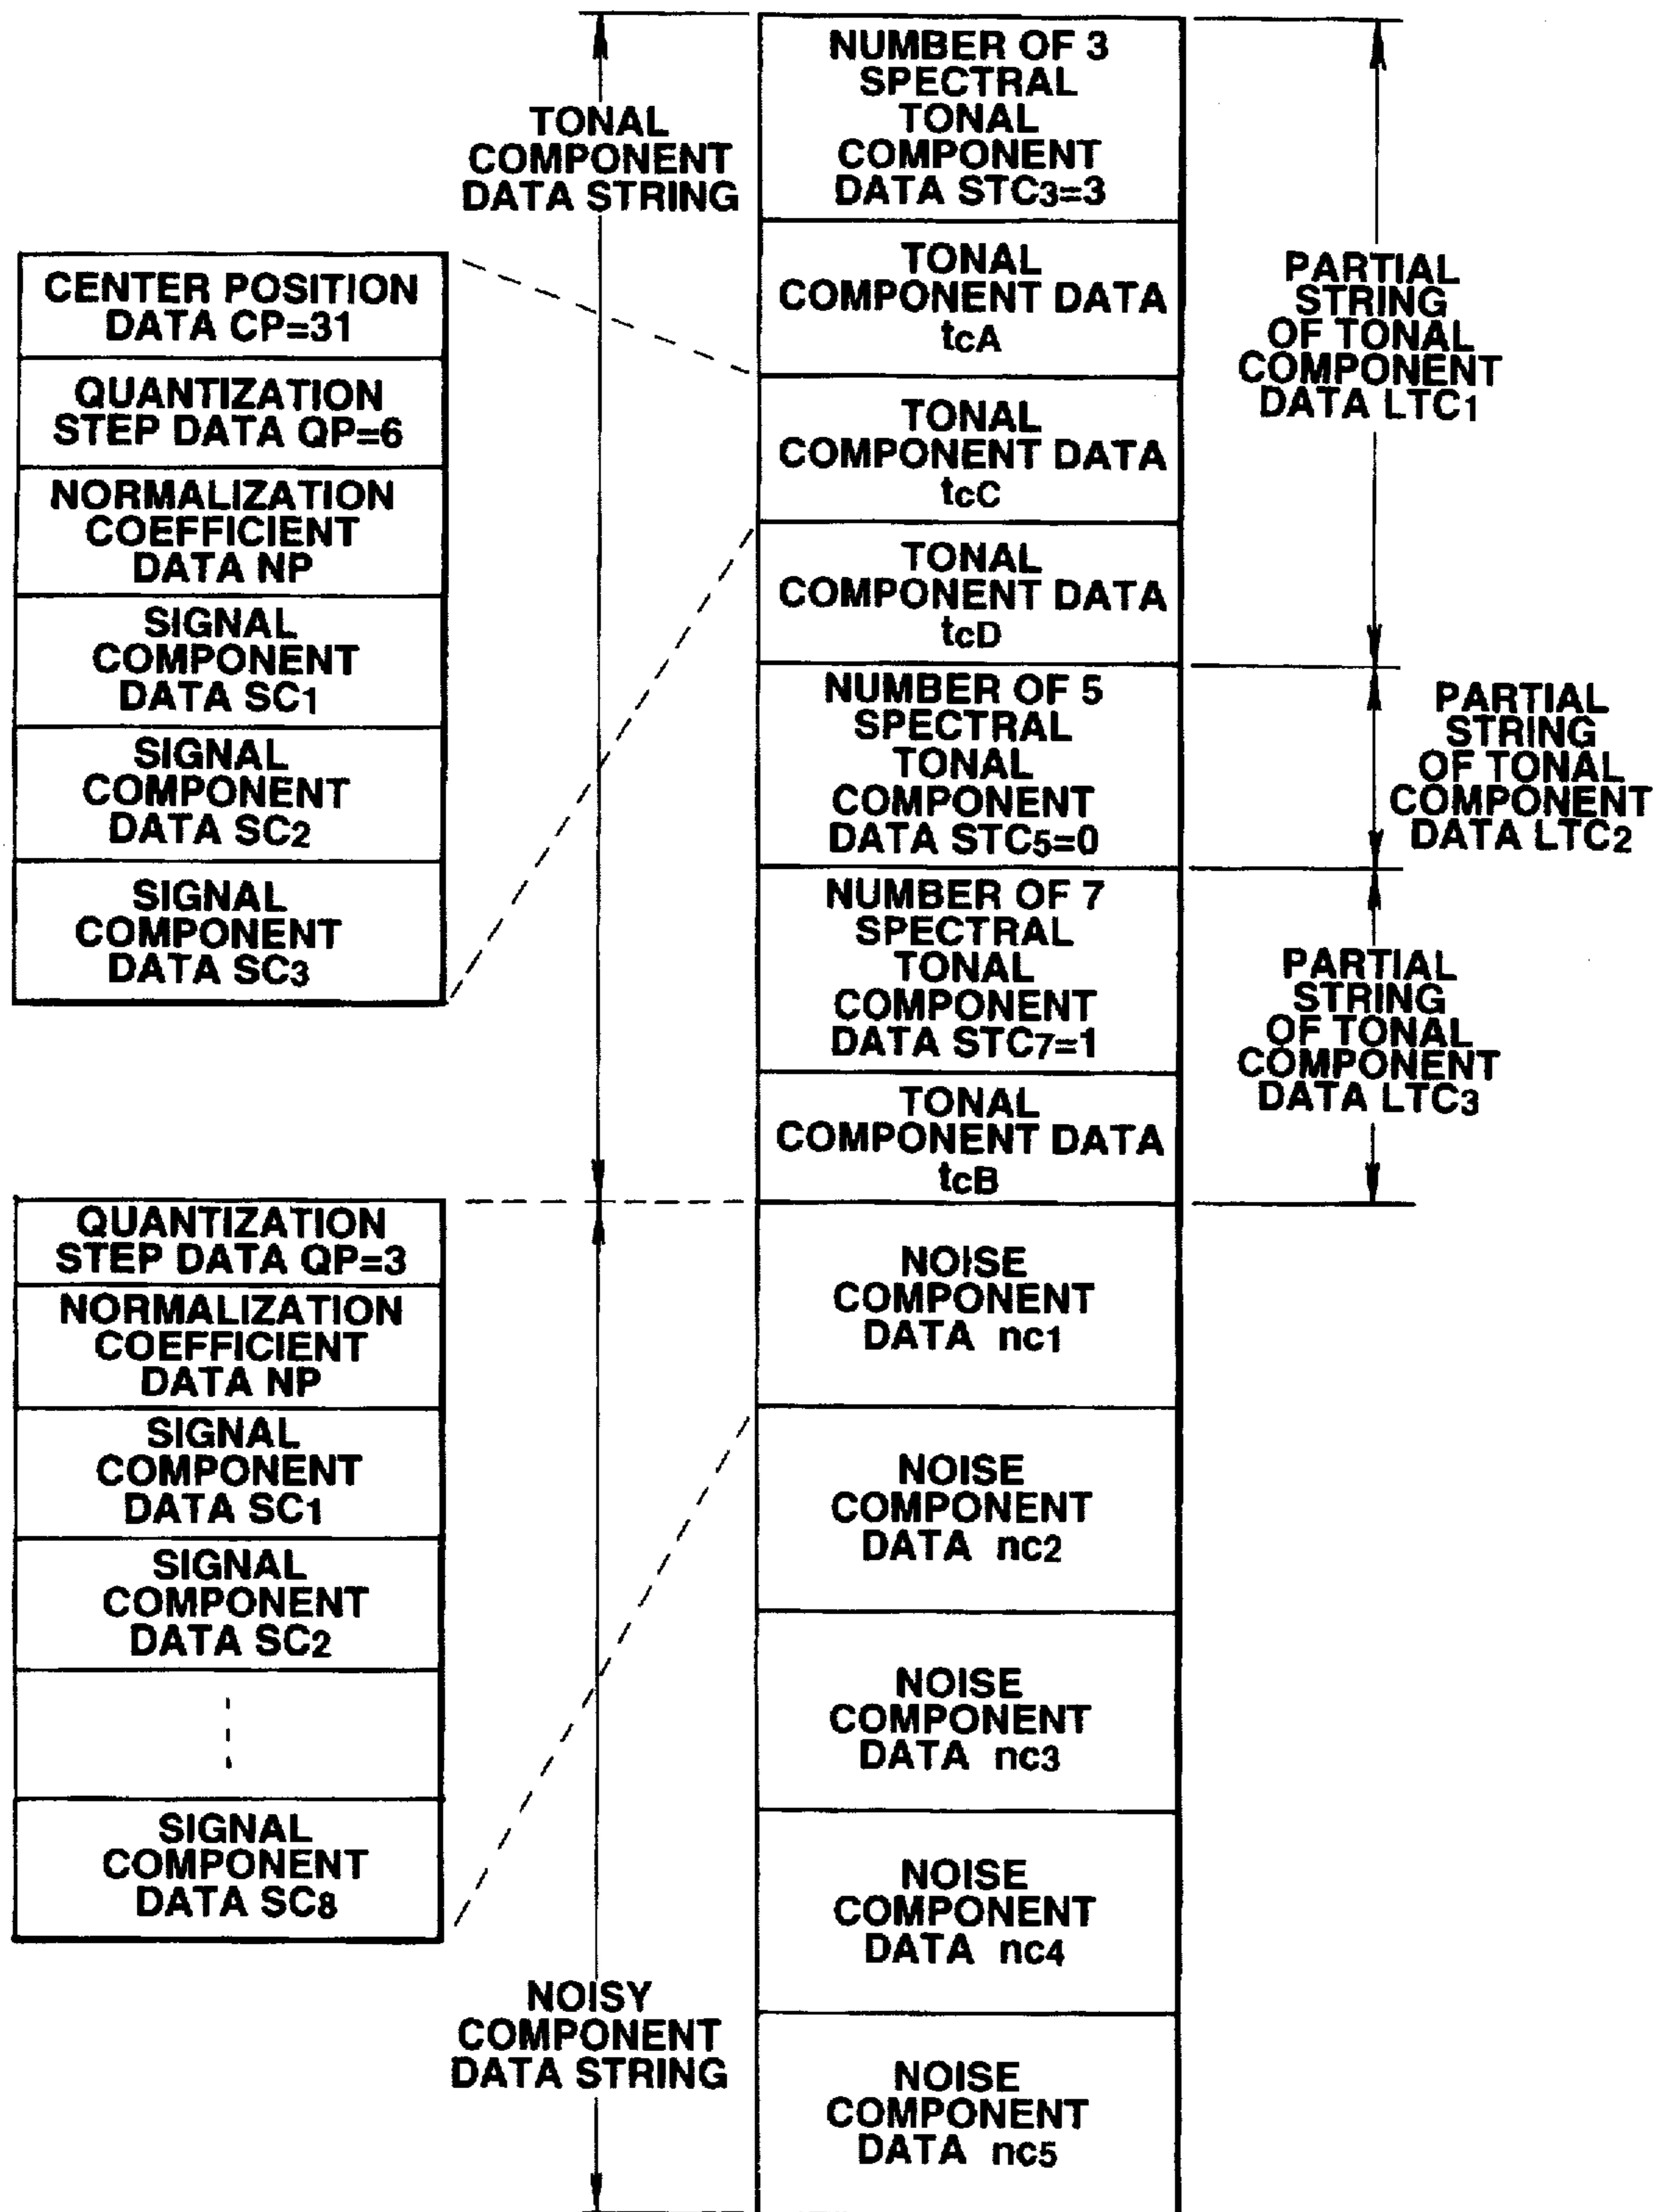 TONAL
COMPONENT
DATA STRING
CENTER POSITION
DATA CP=31
QUANTIZATION
STEP DATA QP=6
NORMALIZATION
COEFFICIENT
DATA NP
SIGNAL
COMPONENT
DATA SC1
SIGNAL
COMPONENT
DATA SC2
SIGNAL
COMPONENT
DATA SC3
QUANTIZATION
STEP DATA QP=3
NORMALIZATION
COEFFICIENT
DATA NP
SIGNAL
COMPONENT
DATA SC1
SIGNAL
COMPONENT
DATA SC2
SIGNAL
COMPONENT
DATA SC8
NOISY
COMPONENT
DATA STRING
NUMBER OF 3
SPECTRAL
TONAL
COMPONENT
DATA STC3=3
TONAL
COMPONENT DATA
tcA
TONAL
COMPONENT DATA
tcC
TONAL
COMPONENT DATA
tcD
NUMBER OF 5
SPECTRAL
TONAL
COMPONENT
DATA STC5=0
NUMBER OF 7
SPECTRAL
TONAL
COMPONENT
DATA STC7=1
TONAL
COMPONENT DATA
tcB
NOISE
COMPONENT
DATA nc1
NOISE
COMPONENT
DATA nc2
NOISE
COMPONENT
DATA nc3
NOISE
COMPONENT
DATA nc4
NOISE
COMPONENT
DATA nc5
PARTIAL
STRING
OF TONAL
COMPONENT
DATA LTC1
PARTIAL
STRING
OF TONAL
COMPONENT
DATA LTC2
PARTIAL
STRING
OF TONAL
COMPONENT
DATA LTC3